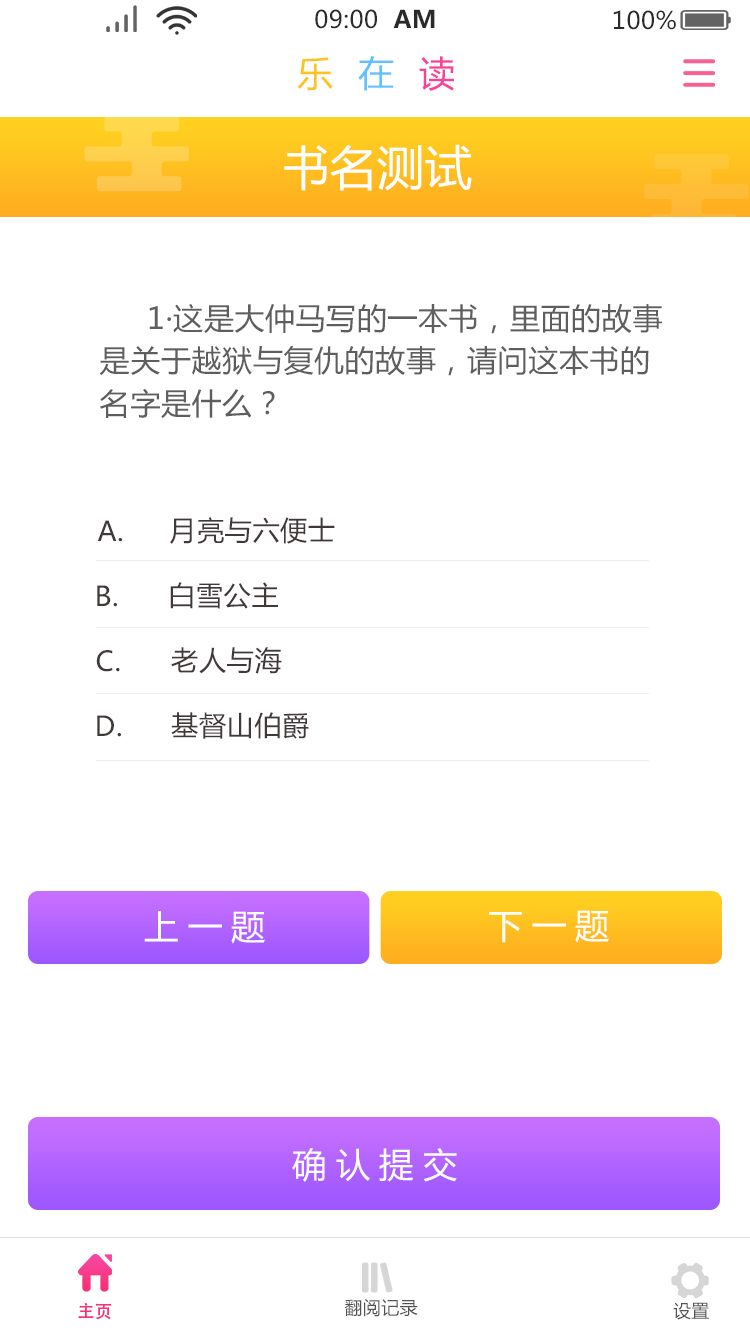 09:00 AM 100%
乐在读
书名测试
1·这是大仲马写的一本书，里面的故事
是关于越狱与复仇的故事，请问这本书的
名字是什么？
A. 月亮与六便士
B. 白雪公主
C. 老人与海
D. 基督山伯爵
上一题 下一题
确认提交
主页 翻阅记录 设置